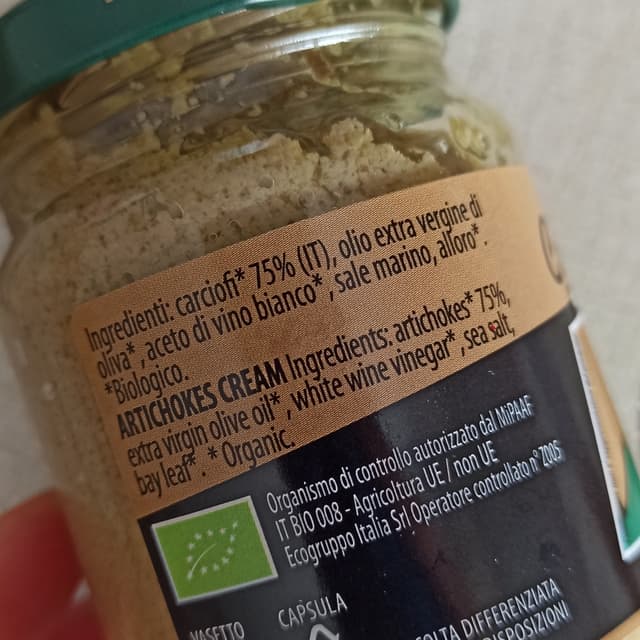 Ingredienti: carciofi* 75% (IT), olio extra vergine di
oliva* , aceto di vino bianco* , sale marino, alloro* .
*Biologico.
ARTICHOKES CREAM Ingredients: artichokes* 75%,
extra virgin olive oil* , white wine vinegar* , sea salt,
bay leaf* . * Organic.
Organismo di controllo autorizzato dal MiPAAF
IT BIO 008 - Agricoltura UE / non UE
Ecogruppo Italia Srl Operatore controllato n° Z005
VASETTO CAPSULA
DIFFERENZIATA
DISPOSIZIONI